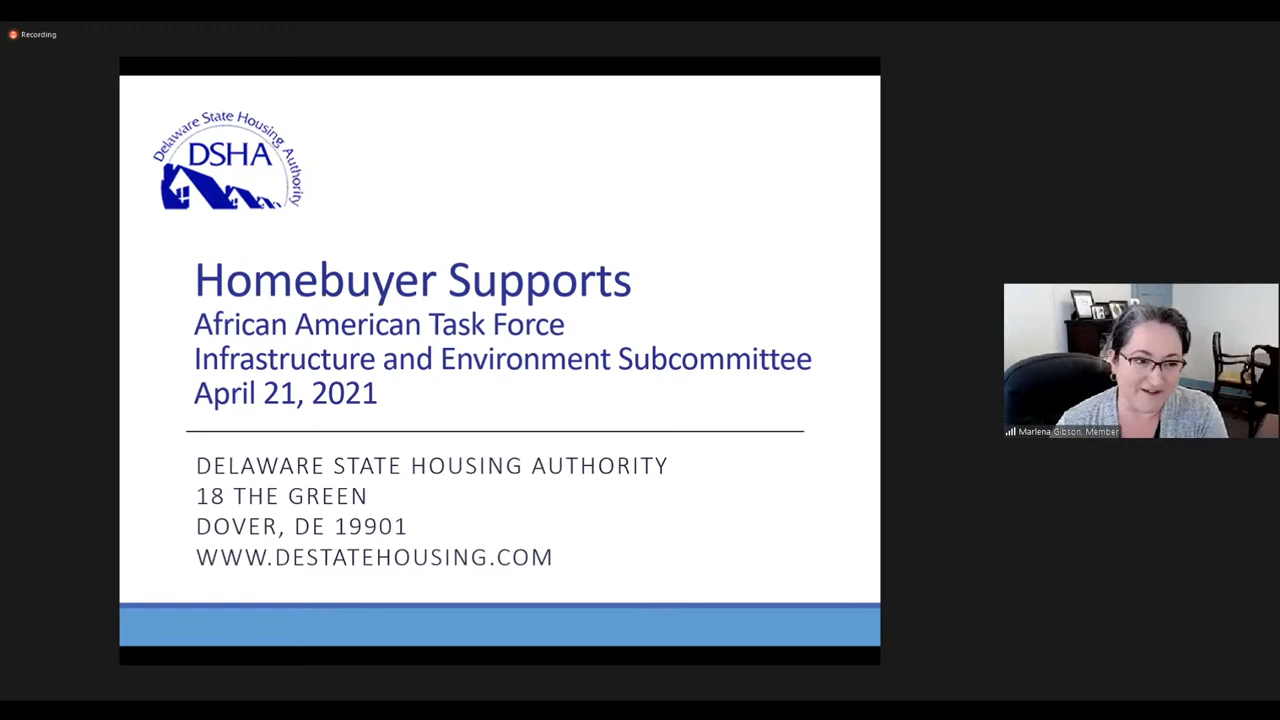 Recording
Delaware State Housing Authority
DSHA
Homebuyer Supports
African American Task Force
Infrastructure and Environment Subcommittee
April 21, 2021
DELAWARE STATE HOUSING AUTHORITY
18 THE GREEN
DOVER, DE 19901
WWW.DESTATEHOUSING.COM
Marlena Gibson, Member